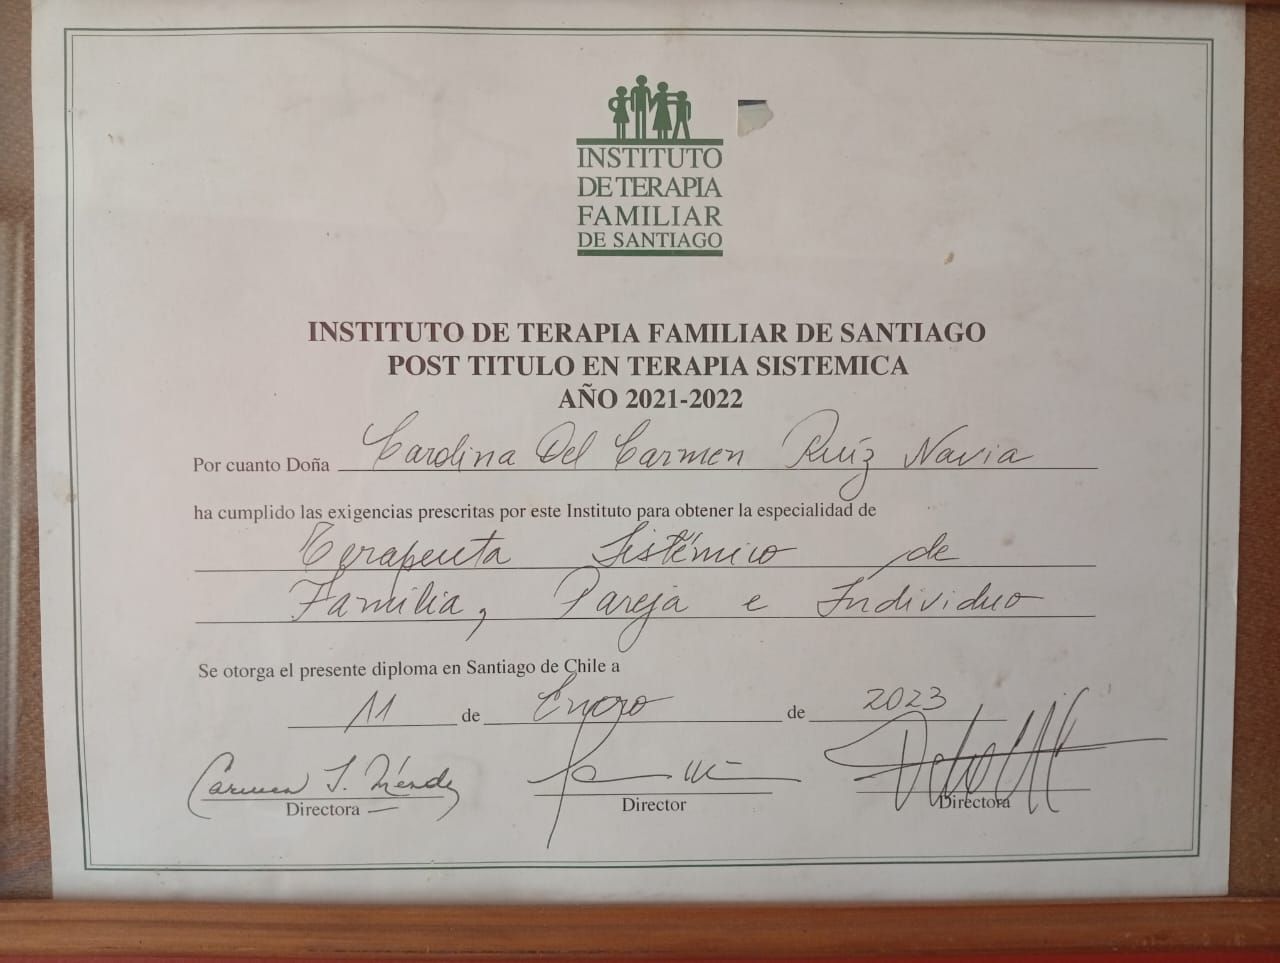 INSTITUTO
DE TERAPIA
FAMILIAR
DE SANTIAGO
INSTITUTO DE TERAPIA FAMILIAR DE SANTIAGO
POST TITULO EN TERAPIA SISTEMICA
AÑO 2021-2022
Por cuanto Doña Carolina Del Carmen Ruíz Navia
ha cumplido las exigencias prescritas por este Instituto para obtener la especialidad de
Terapeuta Sistémico de
Familia, Pareja e Individuo
Se otorga el presente diploma en Santiago de Chile a
11 de Enero de 2023
Carmen J. Méndez
Directora Director Directora